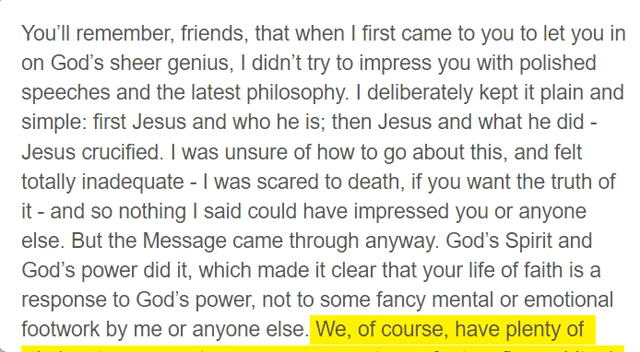 You’ll remember, friends, that when I first came to you to let you in
on God’s sheer genius, I didn’t try to impress you with polished
speeches and the latest philosophy. I deliberately kept it plain and
simple: first Jesus and who he is; then Jesus and what he did -
Jesus crucified. I was unsure of how to go about this, and felt
totally inadequate - I was scared to death, if you want the truth of
it - and so nothing I said could have impressed you or anyone
else. But the Message came through anyway. God’s Spirit and
God’s power did it, which made it clear that your life of faith is a
response to God’s power, not to some fancy mental or emotional
footwork by me or anyone else. We, of course, have plenty of